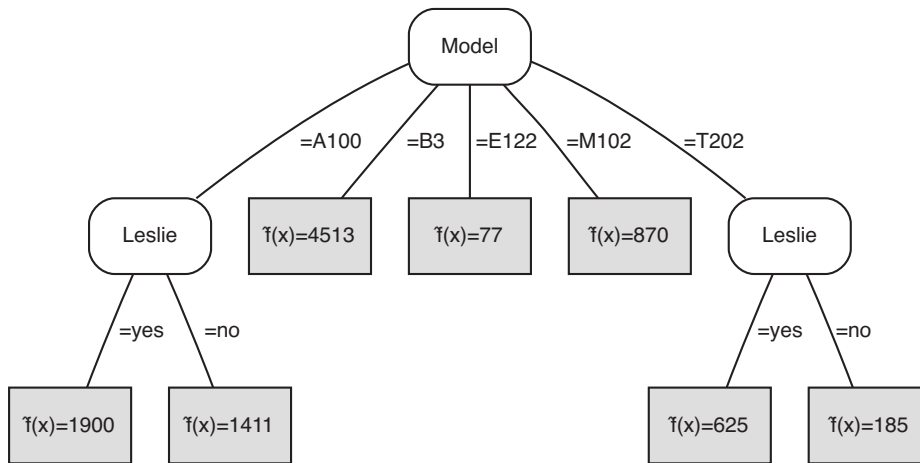 Model
=A100
=B3
=E122
=M102
=T202
Leslie
f̃(x)=4513
f̃(x)=77
f̃(x)=870
Leslie
=yes
=no
=yes
=no
f̃(x)=1900
f̃(x)=1411
f̃(x)=625
f̃(x)=185